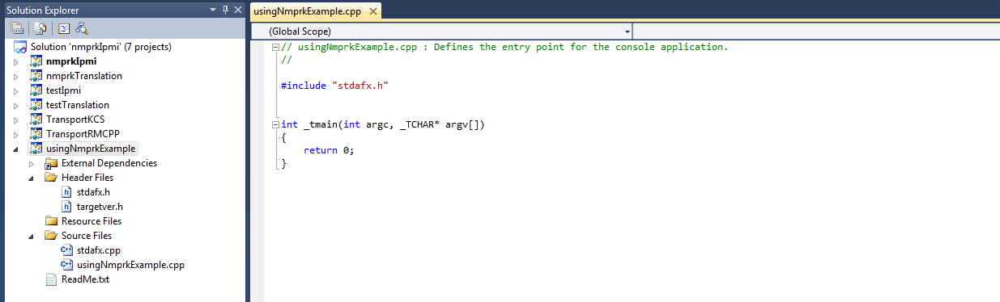 Solution Explorer
Solution 'nmprkIpmi' (7 projects)
nmprkIpmi
nmprkTranslation
testIpmi
testTranslation
TransportKCS
TransportRMCPP
usingNmprkExample
External Dependencies
Header Files
stdafx.h
targetver.h
Resource Files
Source Files
stdafx.cpp
usingNmprkExample.cpp
ReadMe.txt
usingNmprkExample.cpp
(Global Scope)
// usingNmprkExample.cpp : Defines the entry point for the console application.
//
#include "stdafx.h"
int _tmain(int argc, _TCHAR* argv[])
{
return 0;
}